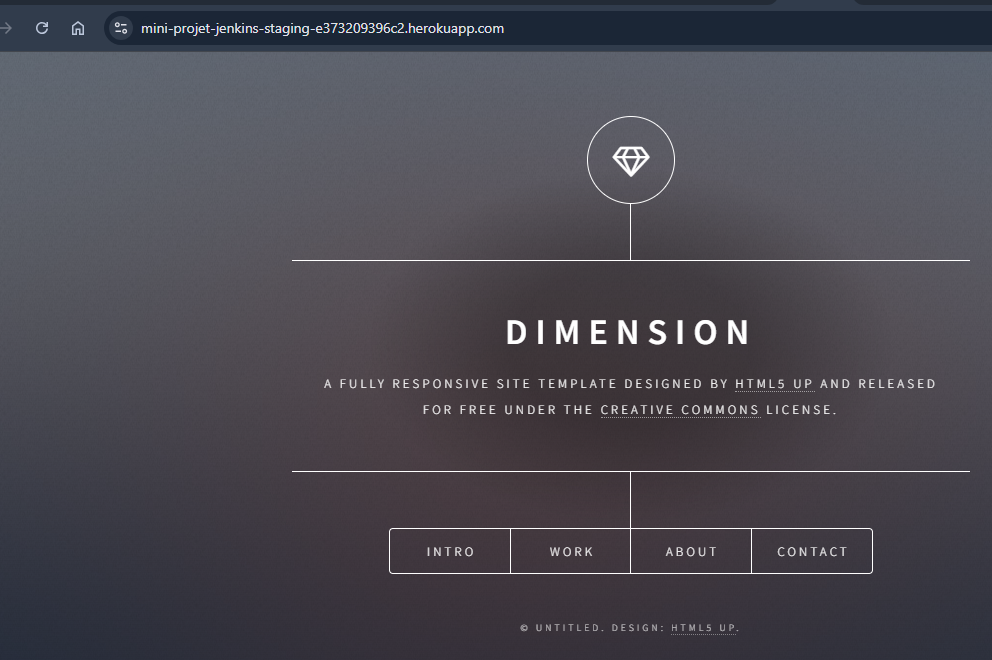 mini-projet-jenkins-staging-e373209396c2.herokuapp.com
DIMENSION
A FULLY RESPONSIVE SITE TEMPLATE DESIGNED BY HTML5 UP AND RELEASED
FOR FREE UNDER THE CREATIVE COMMONS LICENSE.
INTRO WORK ABOUT CONTACT
© UNTITLED. DESIGN: HTML5 UP.